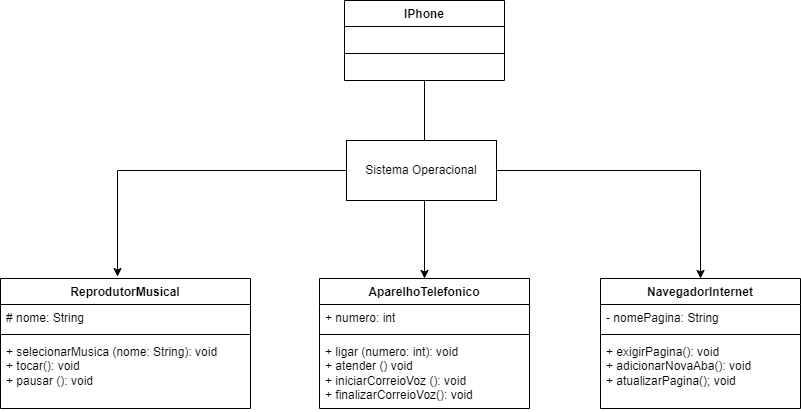 IPhone
Sistema Operacional
ReprodutorMusical
# nome: String
+ selecionarMusica (nome: String): void
+ tocar(): void
+ pausar (): void
AparelhoTelefonico
+ numero: int
+ ligar (numero: int): void
+ atender () void
+ iniciarCorreioVoz (): void
+ finalizarCorreioVoz(): void
NavegadorInternet
- nomePagina: String
+ exigirPagina(): void
+ adicionarNovaAba(): void
+ atualizarPagina(); void